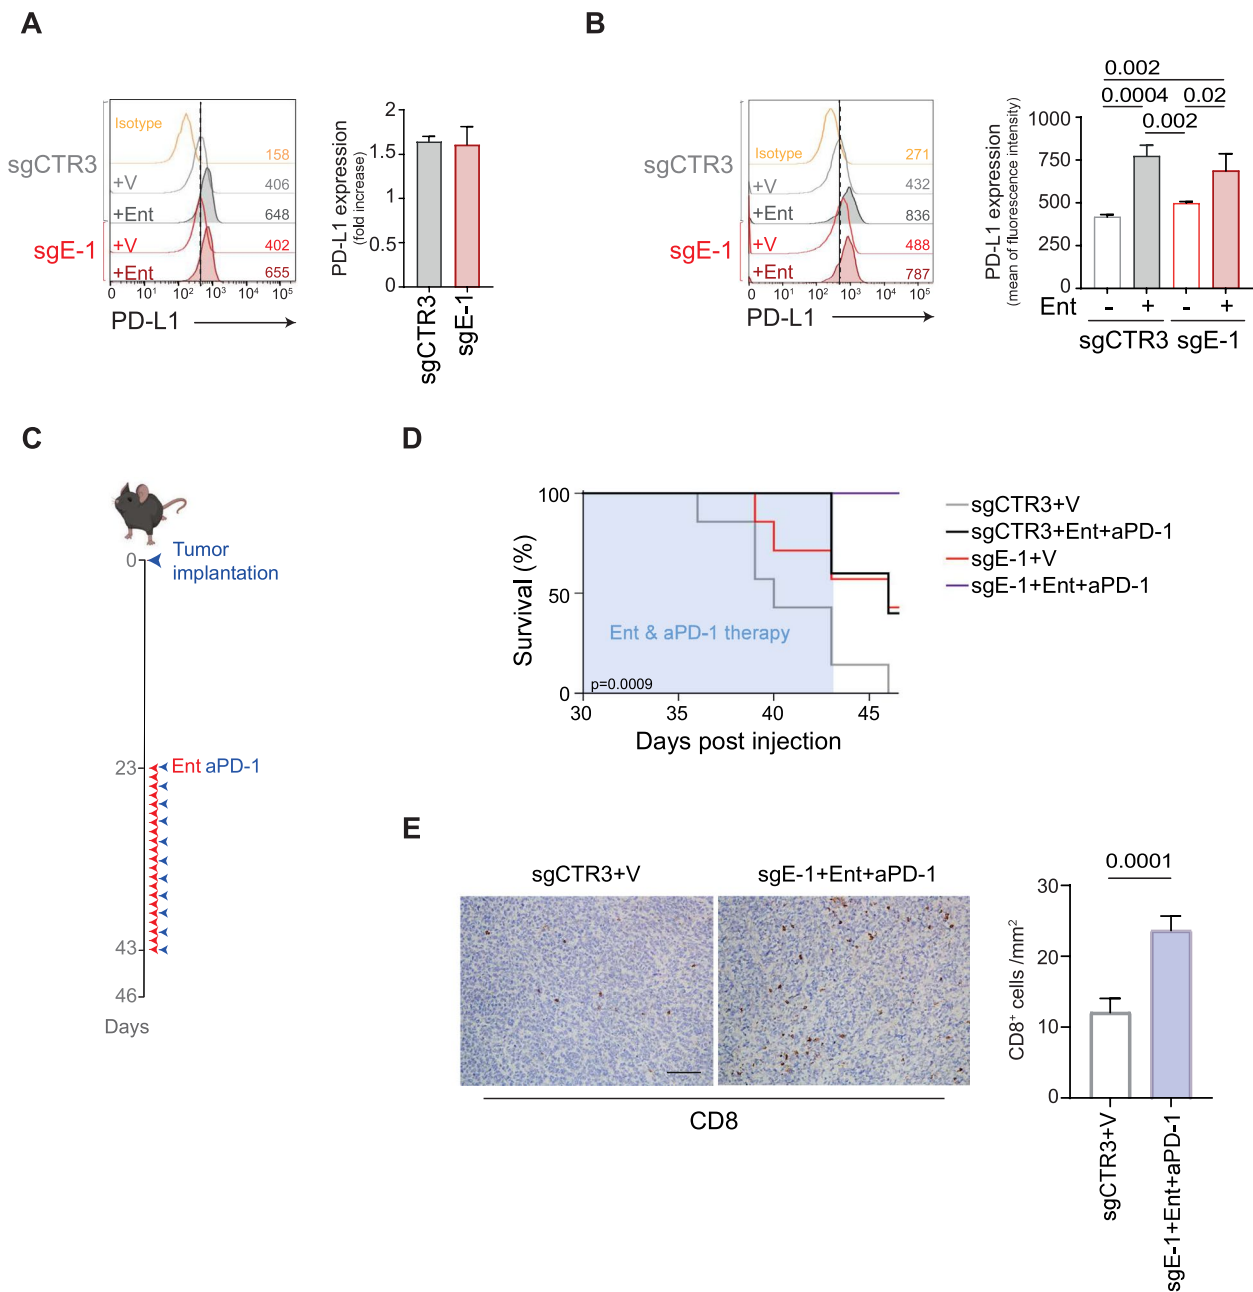 A
sgCTR3
sgE-1
Isotype
158
+V
406
+Ent
648
+V
402
+Ent
655
0
10¹
10²
10³
10⁴
10⁵
PD-L1
PD-L1 expression
(fold increase)
2
1.5
1
0.5
0
sgCTR3
sgE-1
B
sgCTR3
sgE-1
Isotype
271
+V
432
+Ent
836
+V
488
+Ent
787
0
10¹
10²
10³
10⁴
10⁵
PD-L1
0.002
0.0004
0.02
0.002
PD-L1 expression
(mean of fluorescence intensity)
1000
750
500
250
0
Ent
-
+
-
+
sgCTR3
sgE-1
C
0
Tumor
implantation
23
Ent aPD-1
43
46
Days
D
Survival (%)
100
50
0
Ent & aPD-1 therapy
p=0.0009
30
35
40
45
Days post injection
sgCTR3+V
sgCTR3+Ent+aPD-1
sgE-1+V
sgE-1+Ent+aPD-1
E
sgCTR3+V
sgE-1+Ent+aPD-1
CD8
0.0001
CD8⁺ cells /mm²
30
20
10
0
sgCTR3+V
sgE-1+Ent+aPD-1